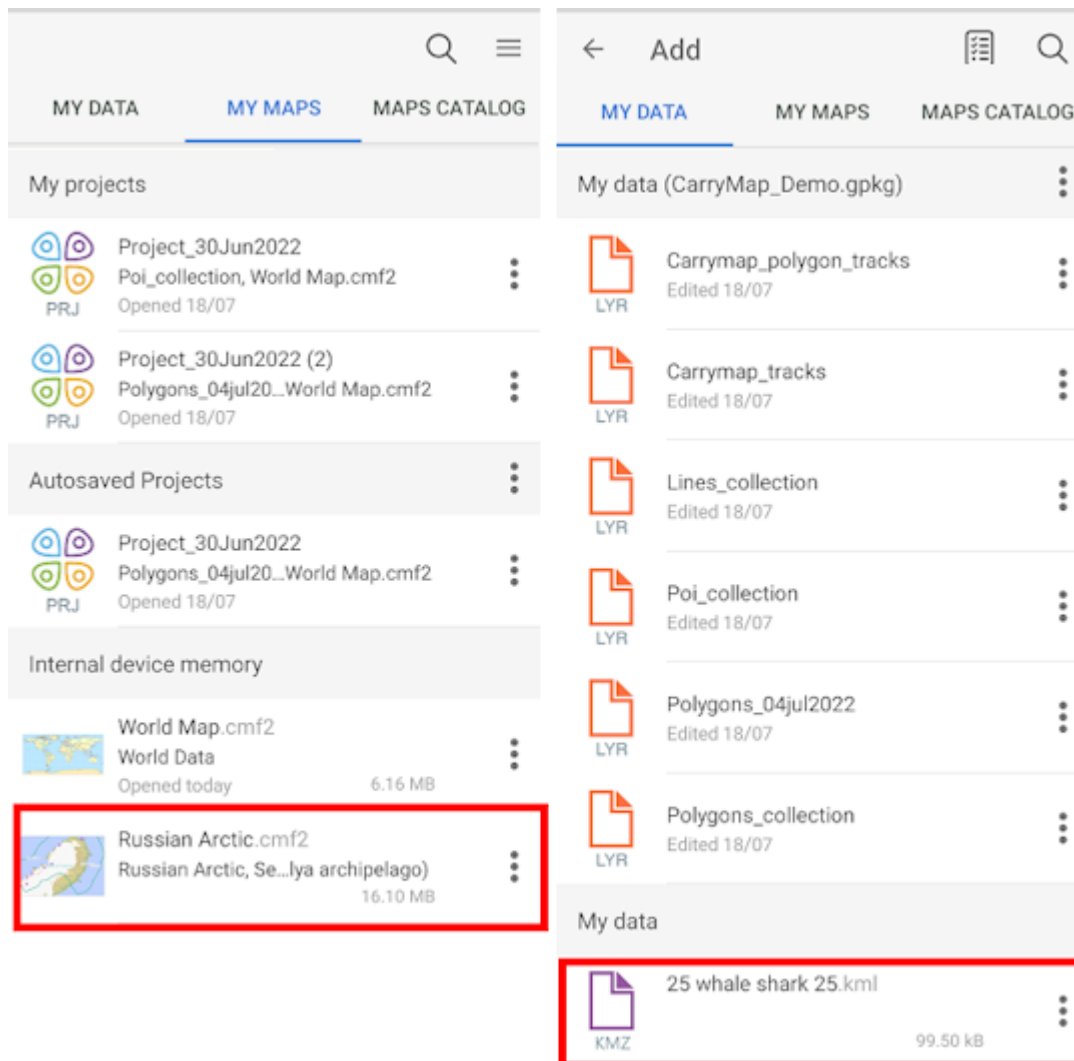 MY DATA MY MAPS MAPS CATALOG
My projects
Project_30Jun2022
Poi_collection, World Map.cmf2
PRJ Opened 18/07
Project_30Jun2022 (2)
Polygons_04jul20...World Map.cmf2
PRJ Opened 18/07
Autosaved Projects
Project_30Jun2022
Polygons_04jul20...World Map.cmf2
PRJ Opened 18/07
Internal device memory
World Map.cmf2
World Data
Opened today 6.16 MB
Russian Arctic.cmf2
Russian Arctic, Se...lya archipelago)
16.10 MB
Add
MY DATA MY MAPS MAPS CATALOG
My data (CarryMap_Demo.gpkg)
Carrymap_polygon_tracks
Edited 18/07
LYR
Carrymap_tracks
Edited 18/07
LYR
Lines_collection
Edited 18/07
LYR
Poi_collection
Edited 18/07
LYR
Polygons_04jul2022
Edited 18/07
LYR
Polygons_collection
Edited 18/07
LYR
My data
25 whale shark 25.kml
KMZ 99.50 kB